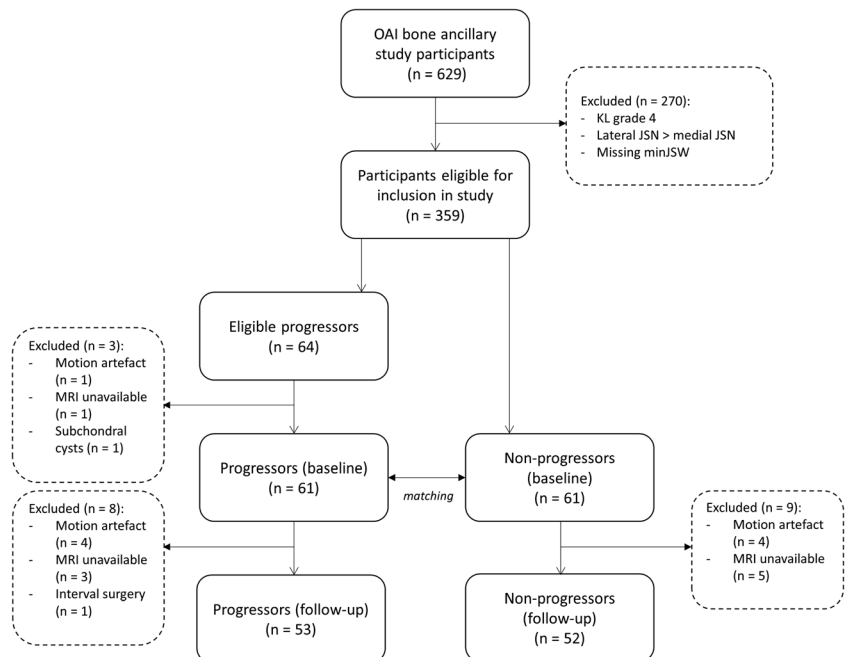 OAI bone ancillary
study participants
(n = 629)
Excluded (n = 270):
- KL grade 4
- Lateral JSN > medial JSN
- Missing minJSW
Participants eligible for
inclusion in study
(n = 359)
Eligible progressors
(n = 64)
Excluded (n = 3):
- Motion artefact
(n = 1)
- MRI unavailable
(n = 1)
- Subchondral
cysts (n = 1)
Progressors (baseline)
(n = 61)
matching
Non-progressors
(baseline)
(n = 61)
Excluded (n = 8):
- Motion artefact
(n = 4)
- MRI unavailable
(n = 3)
- Interval surgery
(n = 1)
Excluded (n = 9):
- Motion artefact
(n = 4)
- MRI unavailable
(n = 5)
Progressors (follow-up)
(n = 53)
Non-progressors
(follow-up)
(n = 52)